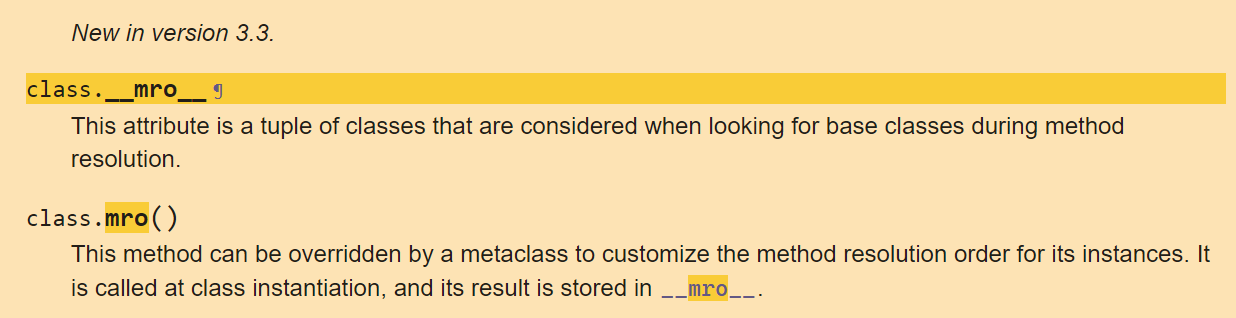 New in version 3.3.
class.__mro__ ¶
This attribute is a tuple of classes that are considered when looking for base classes during method
resolution.
class.mro()
This method can be overridden by a metaclass to customize the method resolution order for its instances. It
is called at class instantiation, and its result is stored in __mro__.